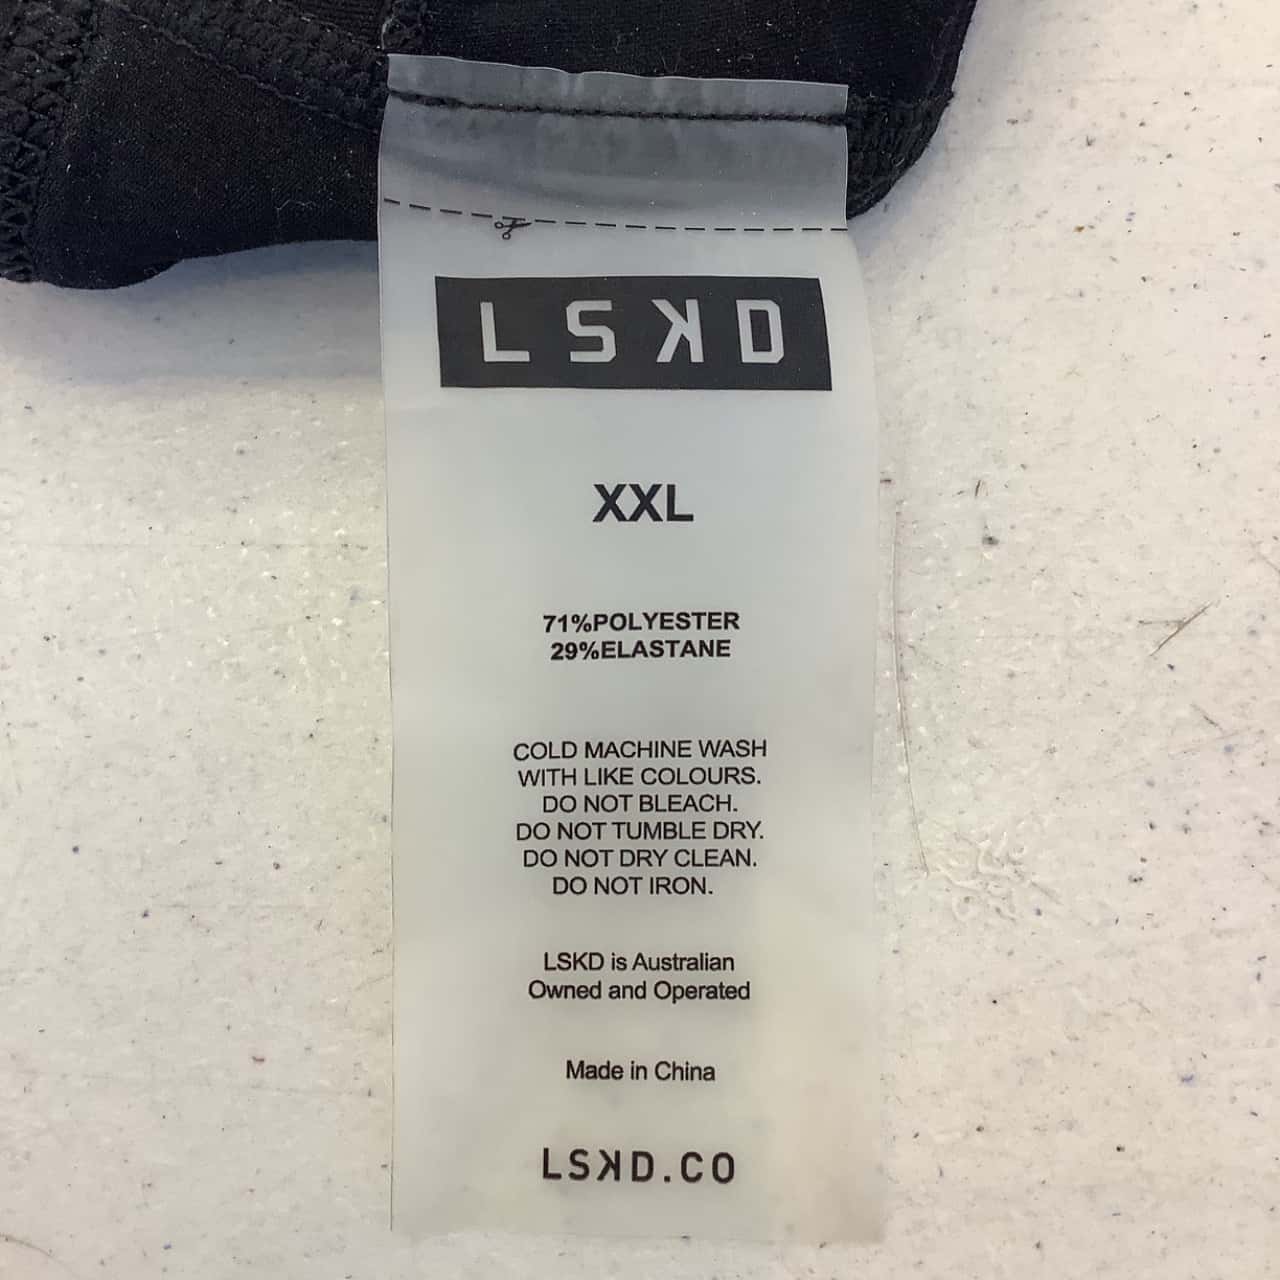 LSKD
XXL
71%POLYESTER
29%ELASTANE
COLD MACHINE WASH
WITH LIKE COLOURS.
DO NOT BLEACH.
DO NOT TUMBLE DRY.
DO NOT DRY CLEAN.
DO NOT IRON.
LSKD is Australian
Owned and Operated
Made in China
LSKD.CO